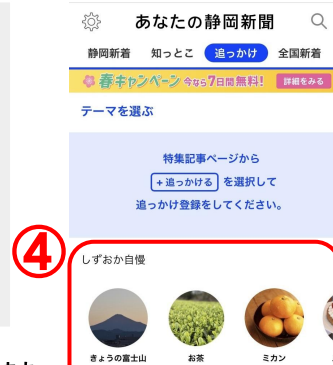 あなたの静岡新聞
静岡新着 知っとこ 追っかけ 全国新着
春キャンペーン 今なら7日間無料! 詳細をみる
テーマを選ぶ
特集記事ページから
+追っかける を選択して
追っかけ登録をしてください。
④
しずおか自慢
きょうの富士山 お茶 ミカン